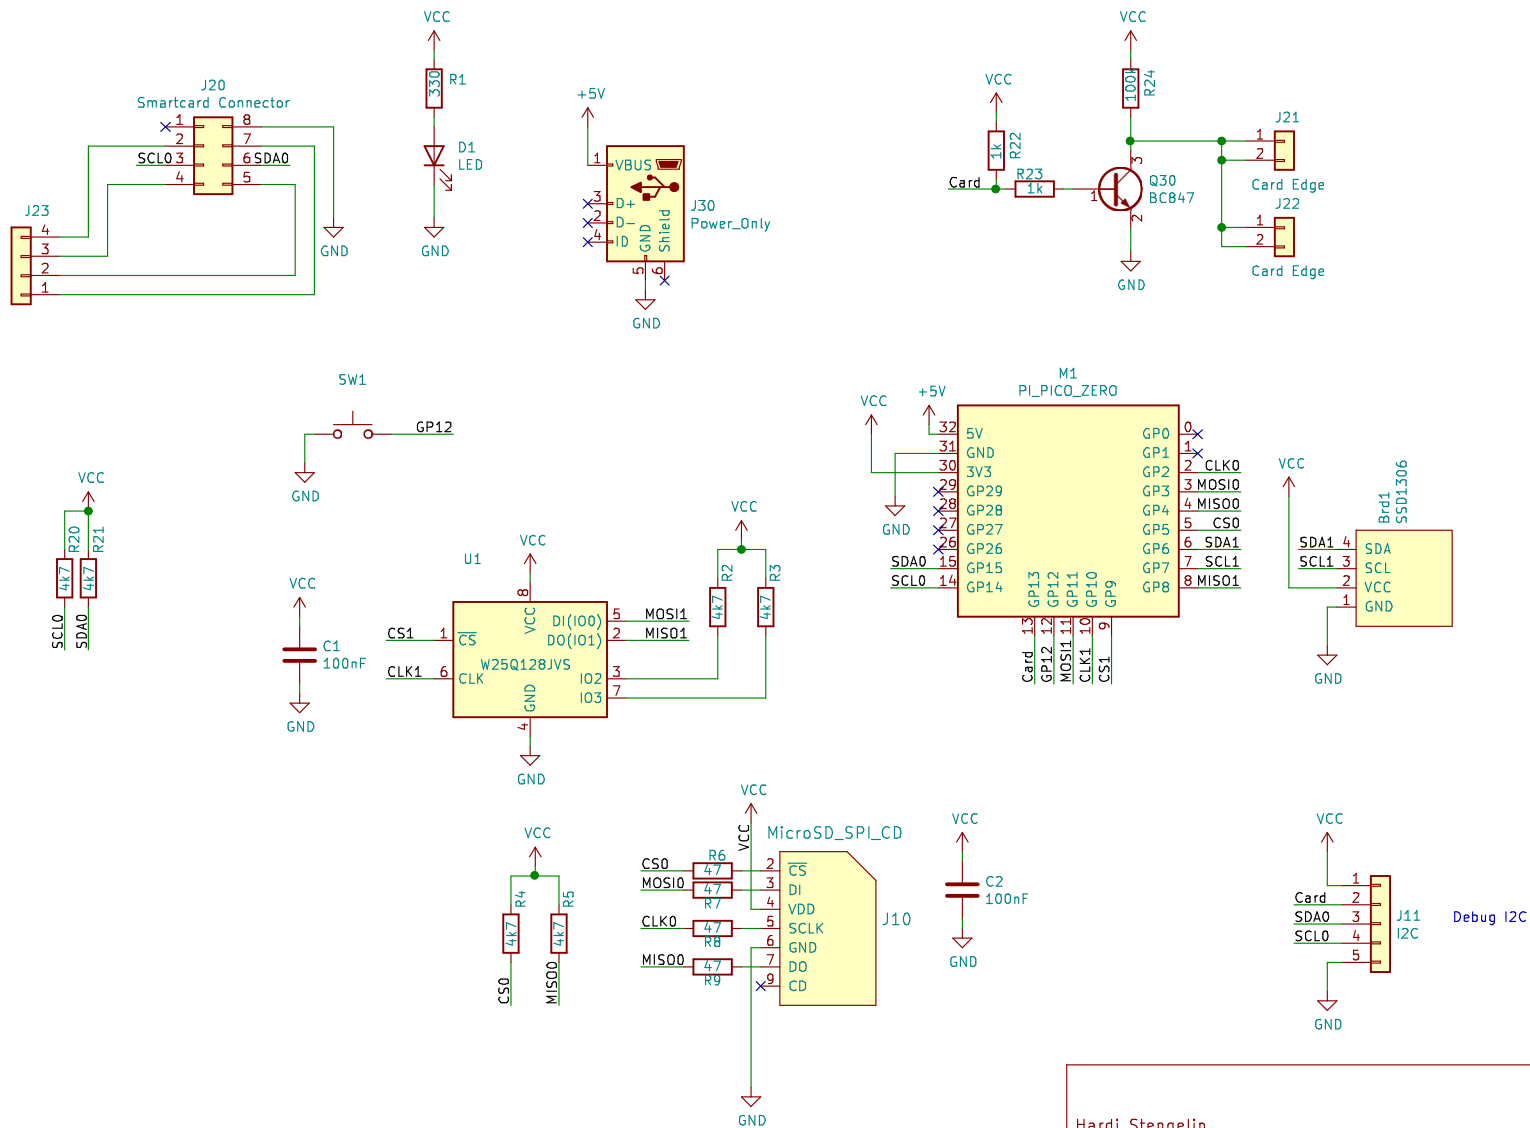 J20
Smartcard Connector
1 8
2 7
SCL0 3 6 SDA0
4 5
J23
4
3
2
1
GND
VCC
330 R1
D1
LED
GND
+5V
1 VBUS
3 D+
2 D-
4 ID
GND
Shield
5 6
J30
Power_Only
GND
VCC
1k R22
Card
R23
1k
VCC
100k R24
3
1
2
Q30
BC847
GND
J21
1
2
Card Edge
J22
1
2
Card Edge
SW1
GP12
GND
VCC
R20 R21
4k7 4k7
SCL0 SDA0
VCC
C1
100nF
GND
U1
VCC
8
VCC
CS1 1 CS
CLK1 6 CLK
W25Q128JVS
DI(IO0) 5 MOSI1
DO(IO1) 2 MISO1
IO2 3
IO3 7
GND
4
GND
VCC
R2 R3
4k7 4k7
M1
PI_PICO_ZERO
VCC
+5V
GND
32 5V
31 GND
30 3V3
29 GP29
28 GP28
27 GP27
26 GP26
SDA0 15 GP15
SCL0 14 GP14
GP0 0
GP1 1
GP2 2 CLK0
GP3 3 MOSI0
GP4 4 MISO0
GP5 5 CS0
GP6 6 SDA1
GP7 7 SCL1
GP8 8 MISO1
GP13 GP12 GP11 GP10 GP9
13 12 11 10 9
Card GP12 MOSI1 CLK1 CS1
VCC
Brd1
SSD1306
SDA1 4 SDA
SCL1 3 SCL
2 VCC
1 GND
GND
VCC
R4 R5
4k7 4k7
CS0 MISO0
VCC
VCC
MicroSD_SPI_CD
R6
CS0 47 2 CS
MOSI0 47 3 DI
R7
4 VDD
CLK0 47 5 SCLK
R8
6 GND
MISO0 47 7 DO
R9
9 CD
J10
GND
VCC
C2
100nF
GND
VCC
1
Card 2
SDA0 3
SCL0 4
5
J11
I2C
Debug I2C
GND
Hardi Stengelin